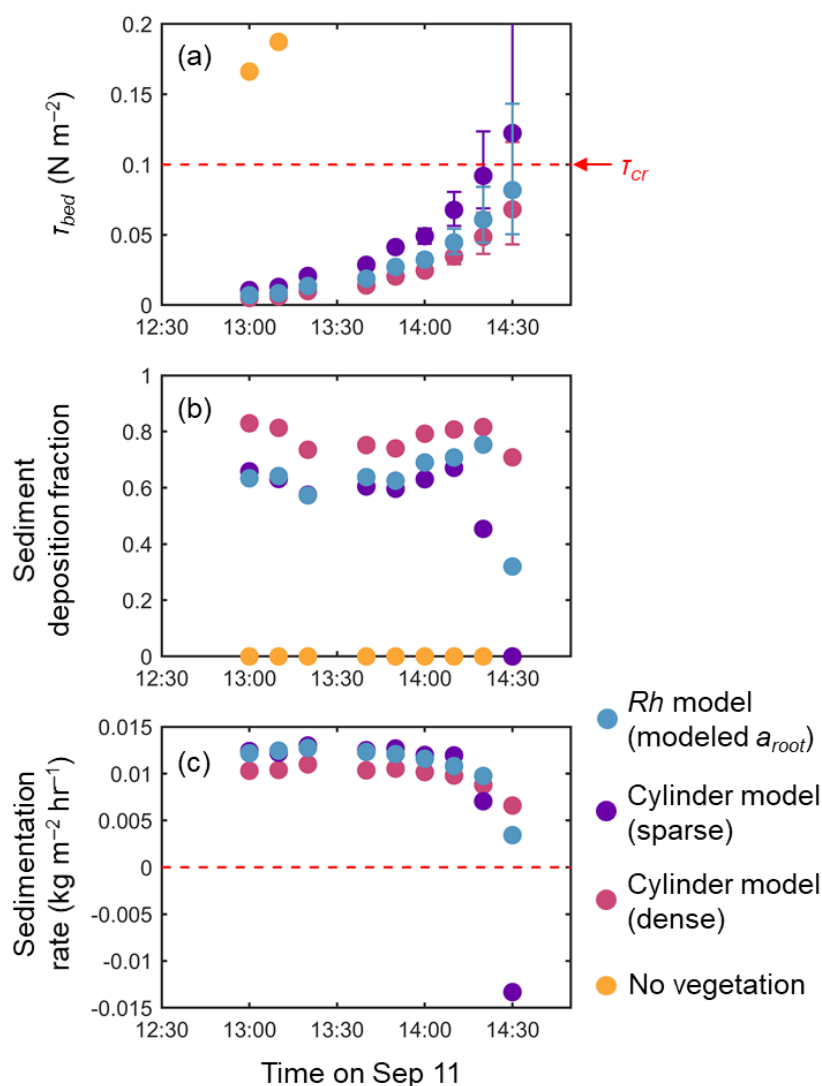 (a)
0.2
0.15
0.1
0.05
0
τbed (N m−2)
τcr
12:30 13:00 13:30 14:00 14:30
(b)
1
0.8
0.6
0.4
0.2
0
Sediment
deposition fraction
12:30 13:00 13:30 14:00 14:30
(c)
0.015
0.01
0.005
0
-0.005
-0.01
-0.015
Sedimentation
rate (kg m−2 hr−1)
12:30 13:00 13:30 14:00 14:30
Time on Sep 11
Rh model
(modeled aroot)
Cylinder model
(sparse)
Cylinder model
(dense)
No vegetation